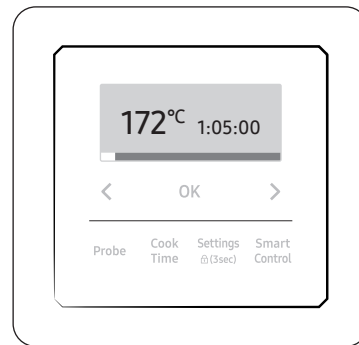 172°C 1:05:00
OK
Probe
Cook
Time
Settings
(3sec)
Smart
Control